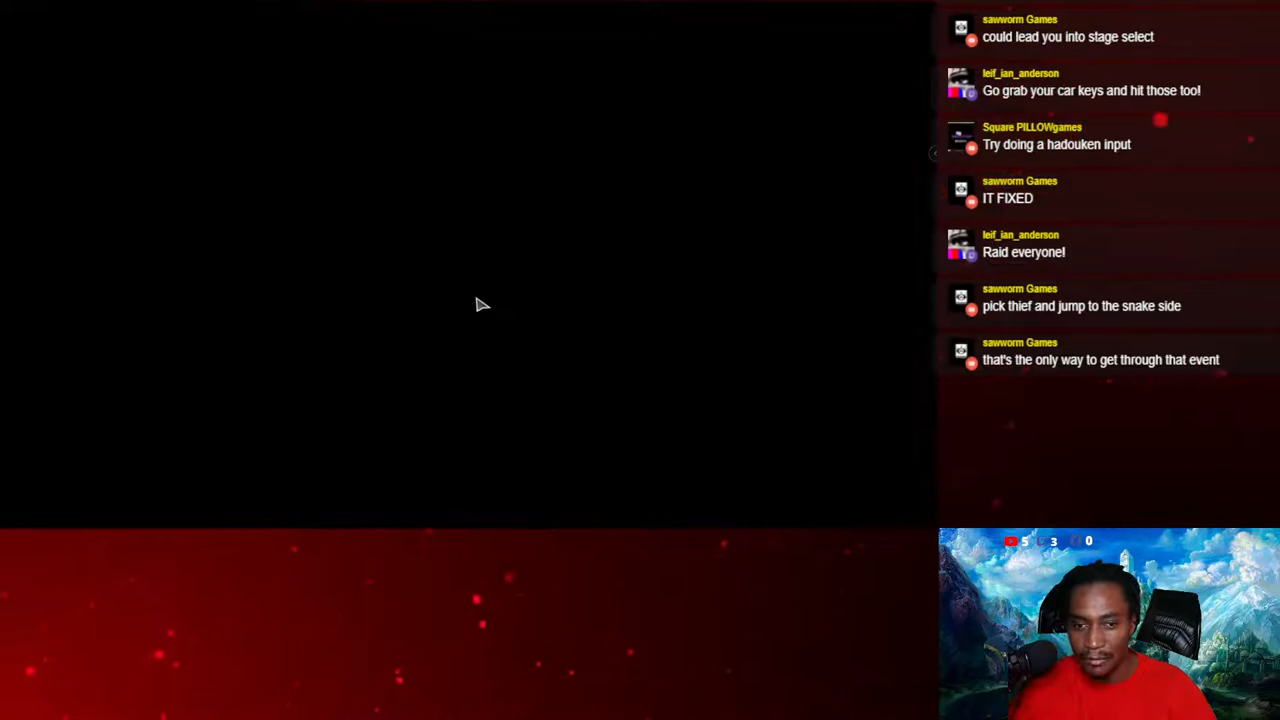 sawworm Games
could lead you into stage select
leif_ian_anderson
Go grab your car keys and hit those too!
Square PILLOWgames
Try doing a hadouken input
sawworm Games
IT FIXED
leif_ian_anderson
Raid everyone!
sawworm Games
pick thief and jump to the snake side
sawworm Games
that's the only way to get through that event
5 3 0